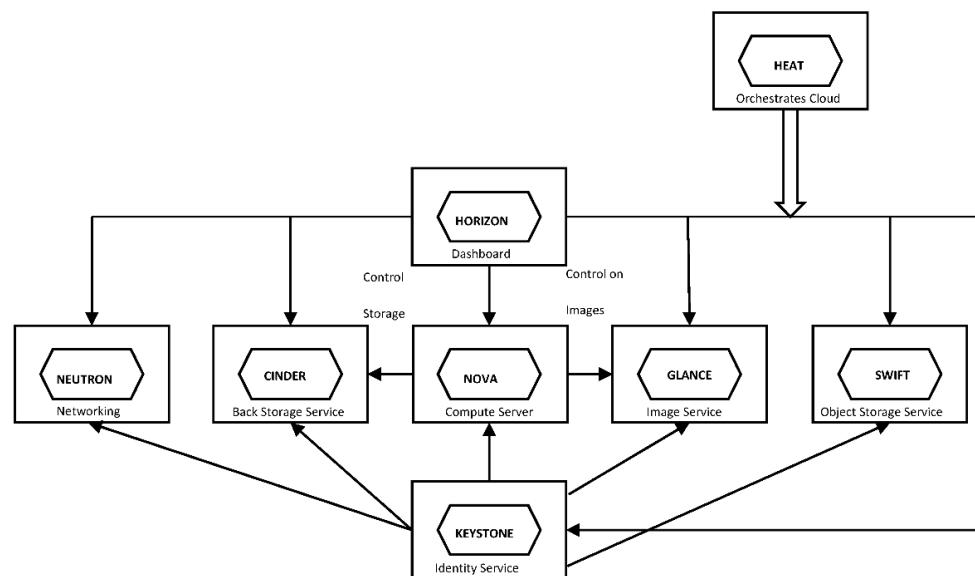 HEAT
Orchestrates Cloud
HORIZON
Dashboard
Control
Storage
Control on
Images
NEUTRON
Networking
CINDER
Back Storage Service
NOVA
Compute Server
GLANCE
Image Service
SWIFT
Object Storage Service
KEYSTONE
Identity Service